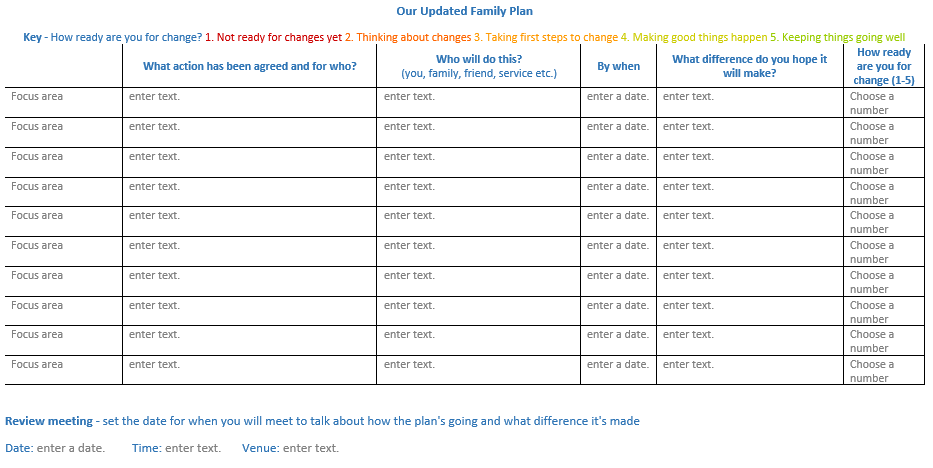 Our Updated Family Plan
Key - How ready are you for change? 1. Not ready for changes yet 2. Thinking about changes 3. Taking first steps to change 4. Making good things happen 5. Keeping things going well
What action has been agreed and for who?
Who will do this?
(you, family, friend, service etc.)
By when
What difference do you hope it
will make?
How ready
are you for
change (1-5)
Focus area enter text. enter text. enter a date. enter text. Choose a
number
Focus area enter text. enter text. enter a date. enter text. Choose a
number
Focus area enter text. enter text. enter a date. enter text. Choose a
number
Focus area enter text. enter text. enter a date. enter text. Choose a
number
Focus area enter text. enter text. enter a date. enter text. Choose a
number
Focus area enter text. enter text. enter a date. enter text. Choose a
number
Focus area enter text. enter text. enter a date. enter text. Choose a
number
Focus area enter text. enter text. enter a date. enter text. Choose a
number
Focus area enter text. enter text. enter a date. enter text. Choose a
number
Focus area enter text. enter text. enter a date. enter text. Choose a
number
Review meeting - set the date for when you will meet to talk about how the plan's going and what difference it's made
Date: enter a date. Time: enter text. Venue: enter text.